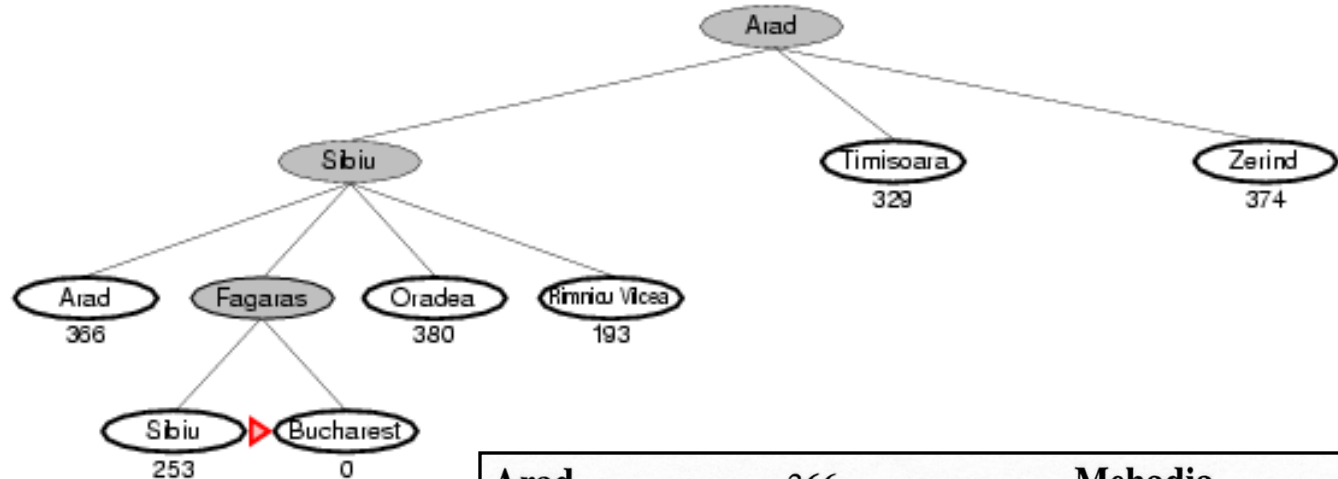 Arad
Sibiu Timisoara Zerind
329 374
Arad Fagaras Oradea Rimnicu Vilcea
366 380 193
Sibiu Bucharest
253 0
Arad 366 Mehadia